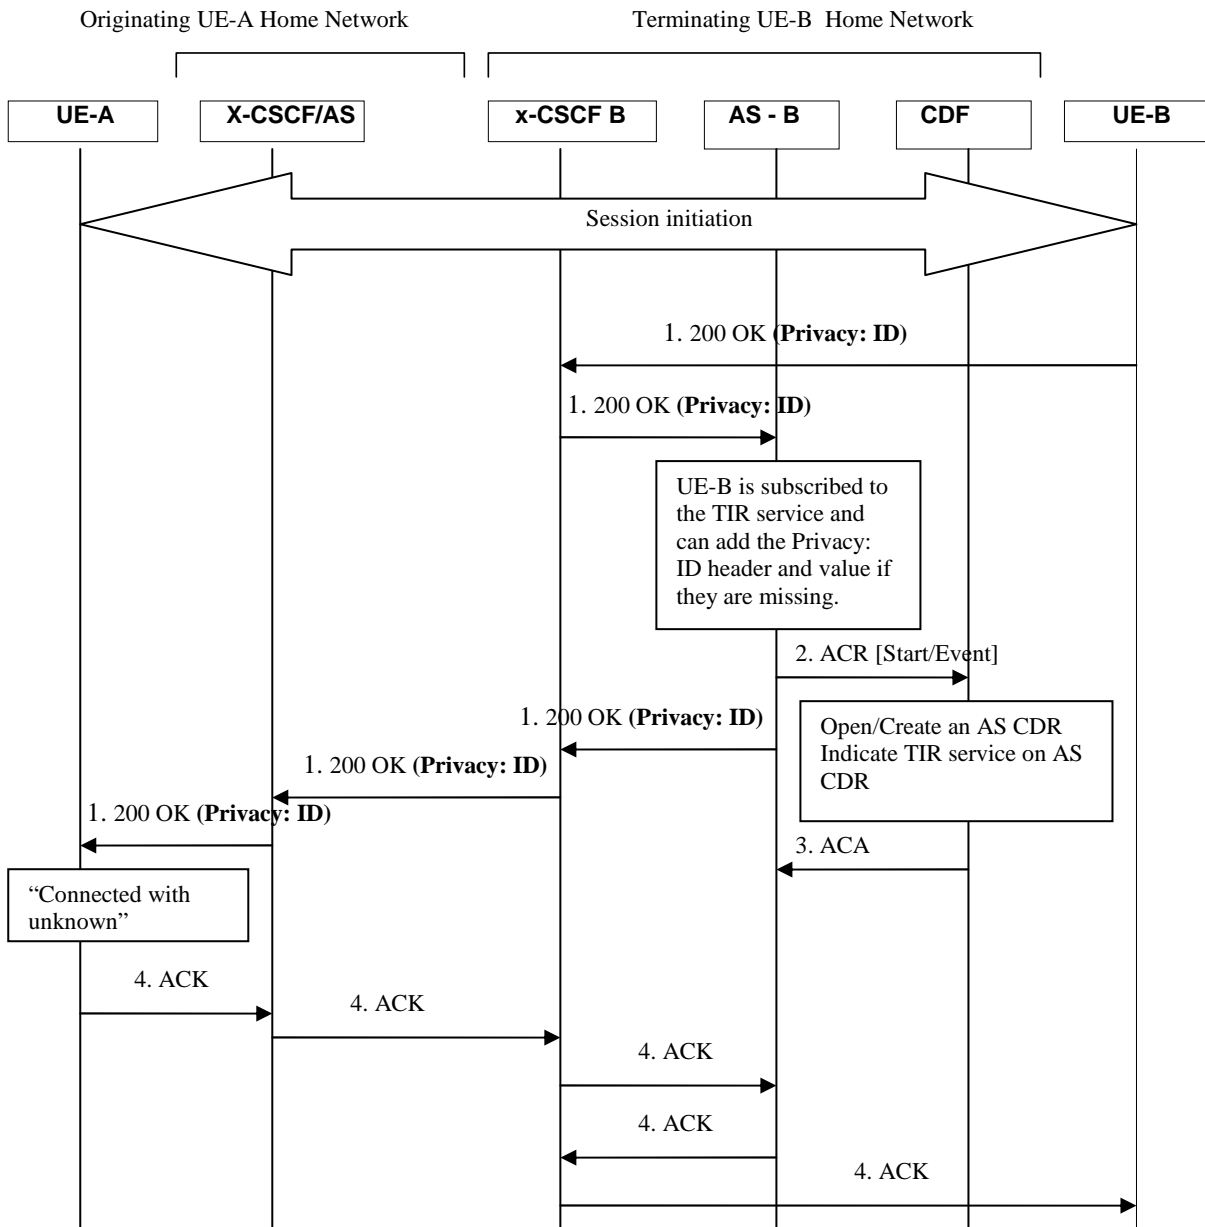 Originating UE-A Home Network
Terminating UE-B Home Network
UE-A
X-CSCF/AS
x-CSCF B
AS - B
CDF
UE-B
Session initiation
1. 200 OK (Privacy: ID)
1. 200 OK (Privacy: ID)
UE-B is subscribed to
the TIR service and
can add the Privacy:
ID header and value if
they are missing.
2. ACR [Start/Event]
1. 200 OK (Privacy: ID)
Open/Create an AS CDR
Indicate TIR service on AS
CDR
1. 200 OK (Privacy: ID)
1. 200 OK (Privacy: ID)
3. ACA
“Connected with
unknown”
4. ACK
4. ACK
4. ACK
4. ACK
4. ACK